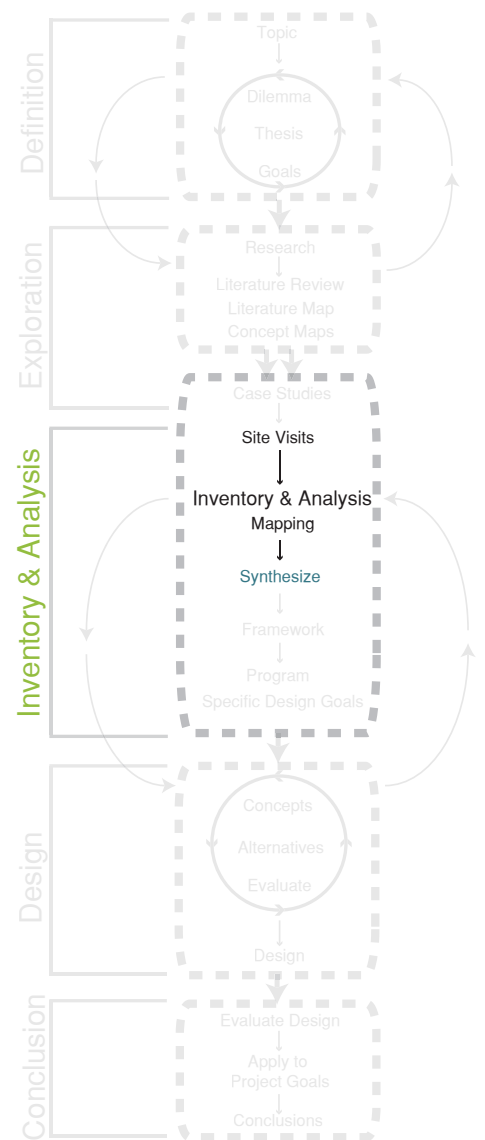 Definition
Topic
Dilemma
Thesis
Goals
Exploration
Research
Literature Review
Literature Map
Concept Maps
Case Studies
Inventory & Analysis
Site Visits
Inventory & Analysis
Mapping
Synthesize
Framework
Program
Specific Design Goals
Design
Concepts
Alternatives
Evaluate
Design
Conclusion
Evaluate Design
Apply to
Project Goals
Conclusions